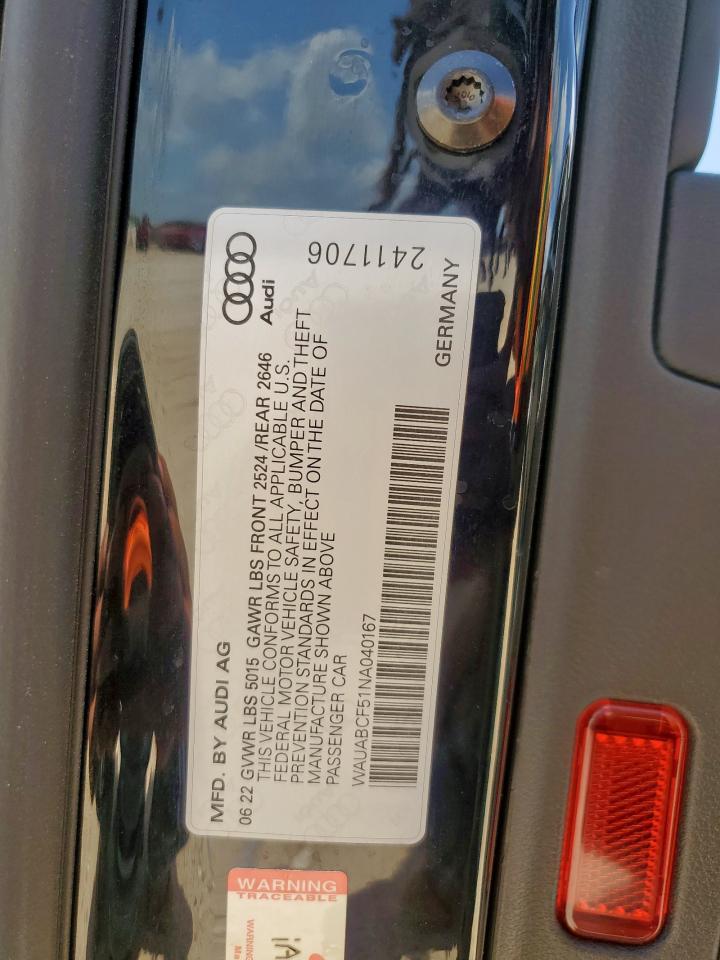 MFD. BY AUDI AG
Audi
06 22 GVWR LBS 5015 GAWR LBS FRONT 2524 /REAR 2646
THIS VEHICLE CONFORMS TO ALL APPLICABLE U.S.
FEDERAL MOTOR VEHICLE SAFETY, BUMPER AND THEFT
PREVENTION STANDARDS IN EFFECT ON THE DATE OF
MANUFACTURE SHOWN ABOVE
PASSENGER CAR
2411706
WAUABCF51NA040167
GERMANY
WARNING
TRACEABLE
WARNING